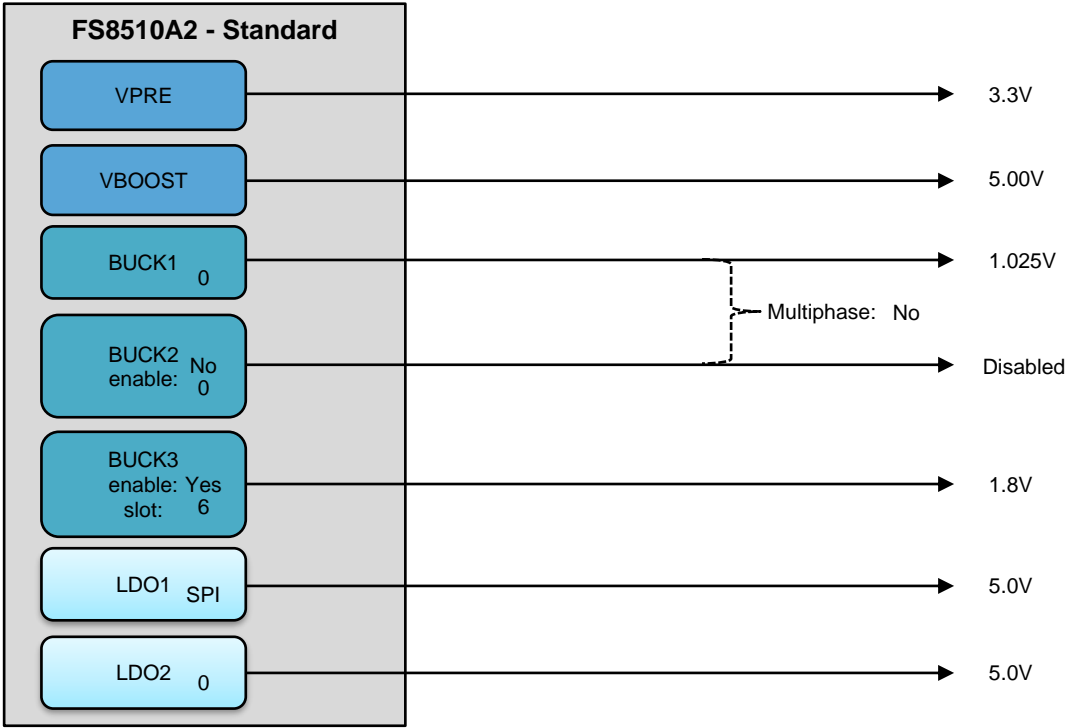 FS8510A2 - Standard
VPRE
3.3V
VBOOST
5.00V
BUCK1
0
1.025V
Multiphase: No
BUCK2
enable: No
0
Disabled
BUCK3
enable: Yes
slot: 6
1.8V
LDO1
SPI
5.0V
LDO2
0
5.0V